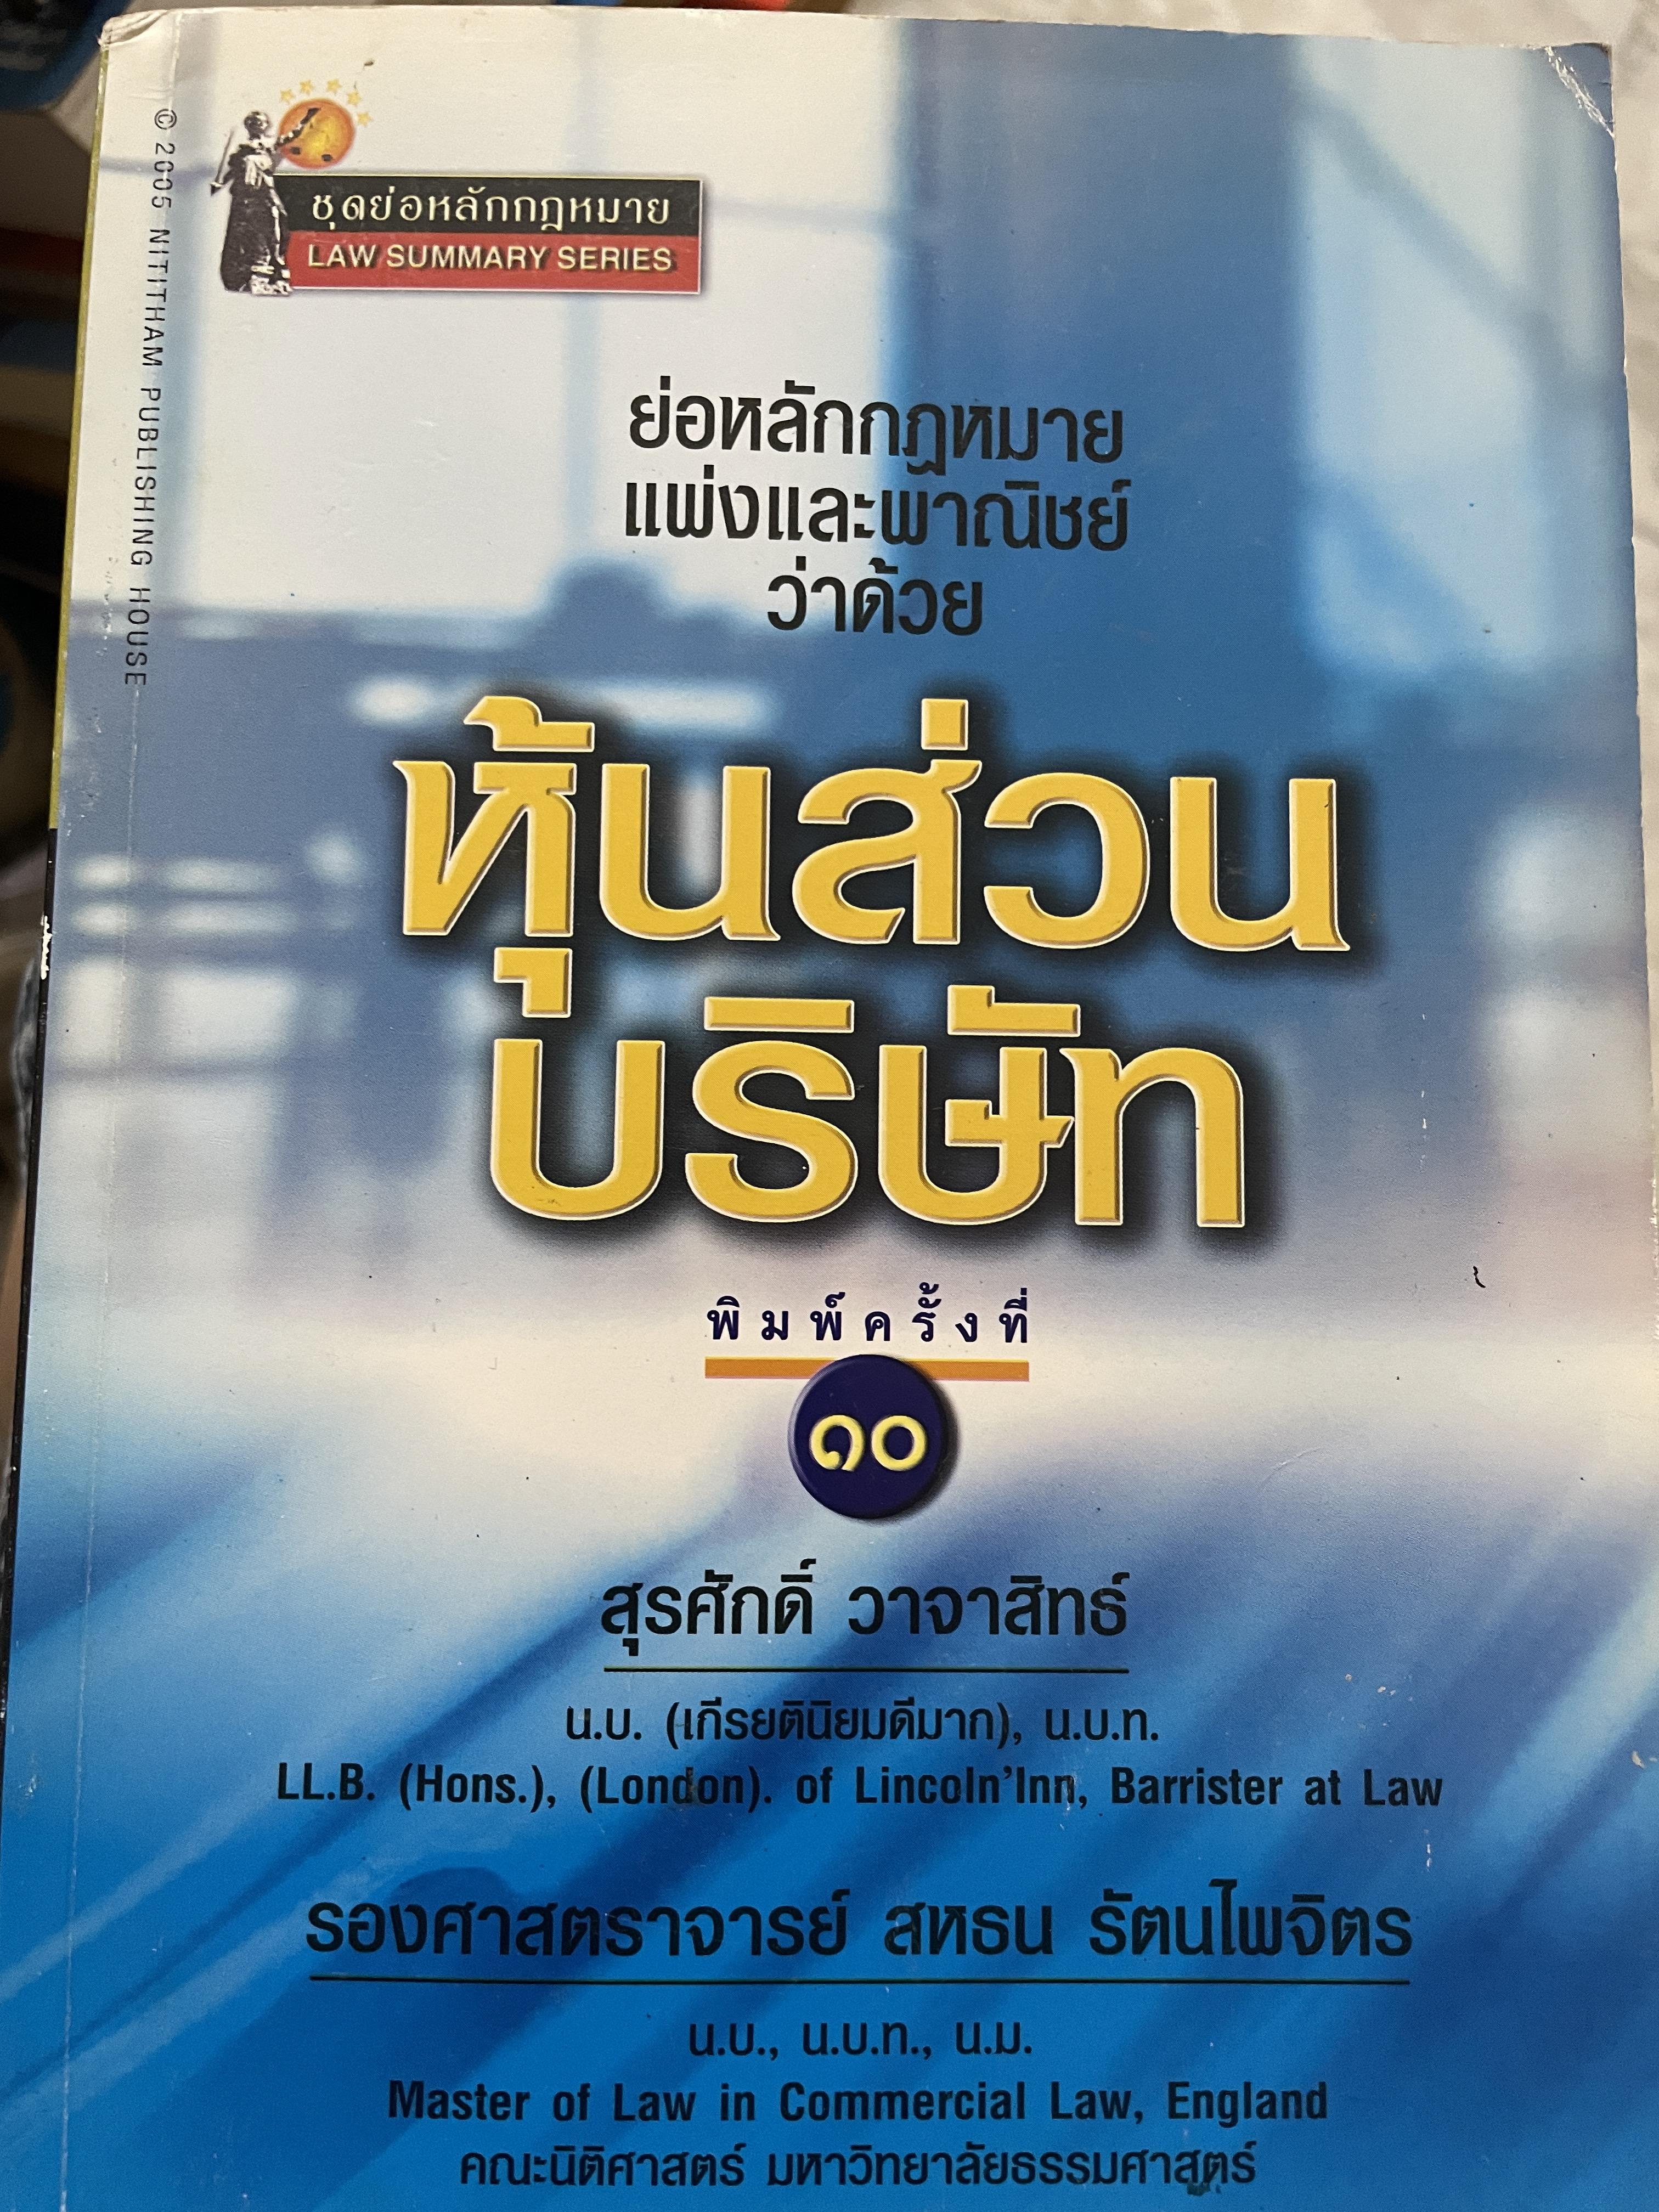 © 2005 NITITHAM PUBLISHING HOUSE
ชุดย่อหลักกฎหมาย
LAW SUMMARY SERIES
ย่อหลักกฎหมาย
แพ่งและพาณิชย์
ว่าด้วย
หุ้นส่วน
บริษัท
พิมพ์ครั้งที่
๑๐
สุรศักดิ์ วาจาสิทธ์
น.บ. (เกีรยตินิยมดีมาก), น.บ.ท.
LL.B. (Hons.), (London). of Lincoln'Inn, Barrister at Law
รองศาสตราจารย์ สหธน รัตนไพจิตร
น.บ., น.บ.ท., น.ม.
Master of Law in Commercial Law, England
คณะนิติศาสตร์ มหาวิทยาลัยธรรมศาสตร์